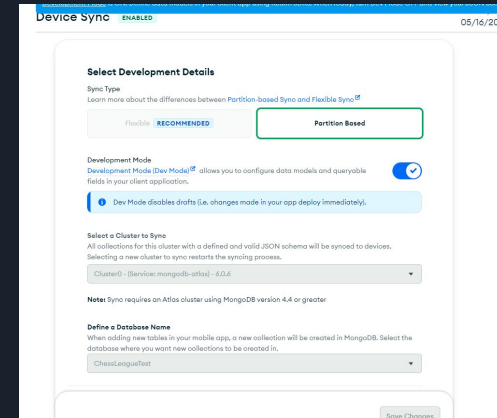 Device Sync ENABLED
05/16/20
Select Development Details
Sync Type
Learn more about the differences between Partition-based Sync and Flexible Sync
Flexible RECOMMENDED
Partition Based
Development Mode
Development Mode (Dev Mode) allows you to configure data models and queryable
fields in your client application.
Dev Mode disables drafts (i.e. changes made in your app deploy immediately).
Select a Cluster to Sync
All collections for this cluster with a defined and valid JSON schema will be synced to devices.
Selecting a new cluster to sync restarts the syncing process.
Cluster0 - (Service: mongodb-atlas) - 6.0.6
Note: Sync requires an Atlas cluster using MongoDB version 4.4 or greater
Define a Database Name
When adding new tables in your mobile app, a new collection will be created in MongoDB. Select the
database where you want new collections to be created in.
ChessLeagueTest
Save Changes